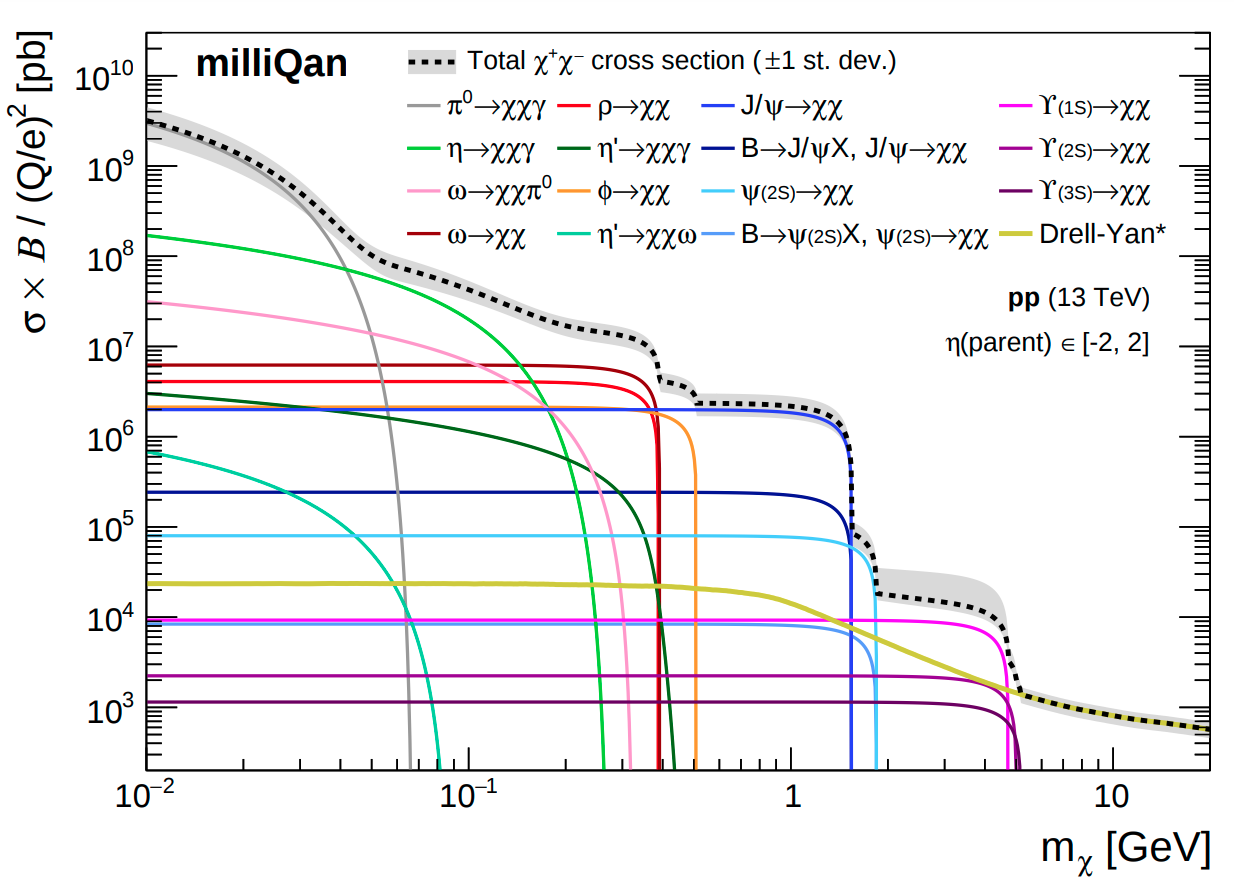 milliQan
Total χ⁺χ⁻ cross section (±1 st. dev.)
π⁰→χχγ ρ→χχ J/ψ→χχ ϒ(1S)→χχ
η→χχγ η'→χχγ B→J/ψX, J/ψ→χχ ϒ(2S)→χχ
ω→χχπ⁰ ϕ→χχ ψ(2S)→χχ ϒ(3S)→χχ
ω→χχ η'→χχω B→ψ(2S)X, ψ(2S)→χχ Drell-Yan*
pp (13 TeV)
η(parent) ∈ [-2, 2]
σ × B / (Q/e)² [pb]
10¹⁰
10⁹
10⁸
10⁷
10⁶
10⁵
10⁴
10³
10⁻² 10⁻¹ 1 10
m_χ [GeV]